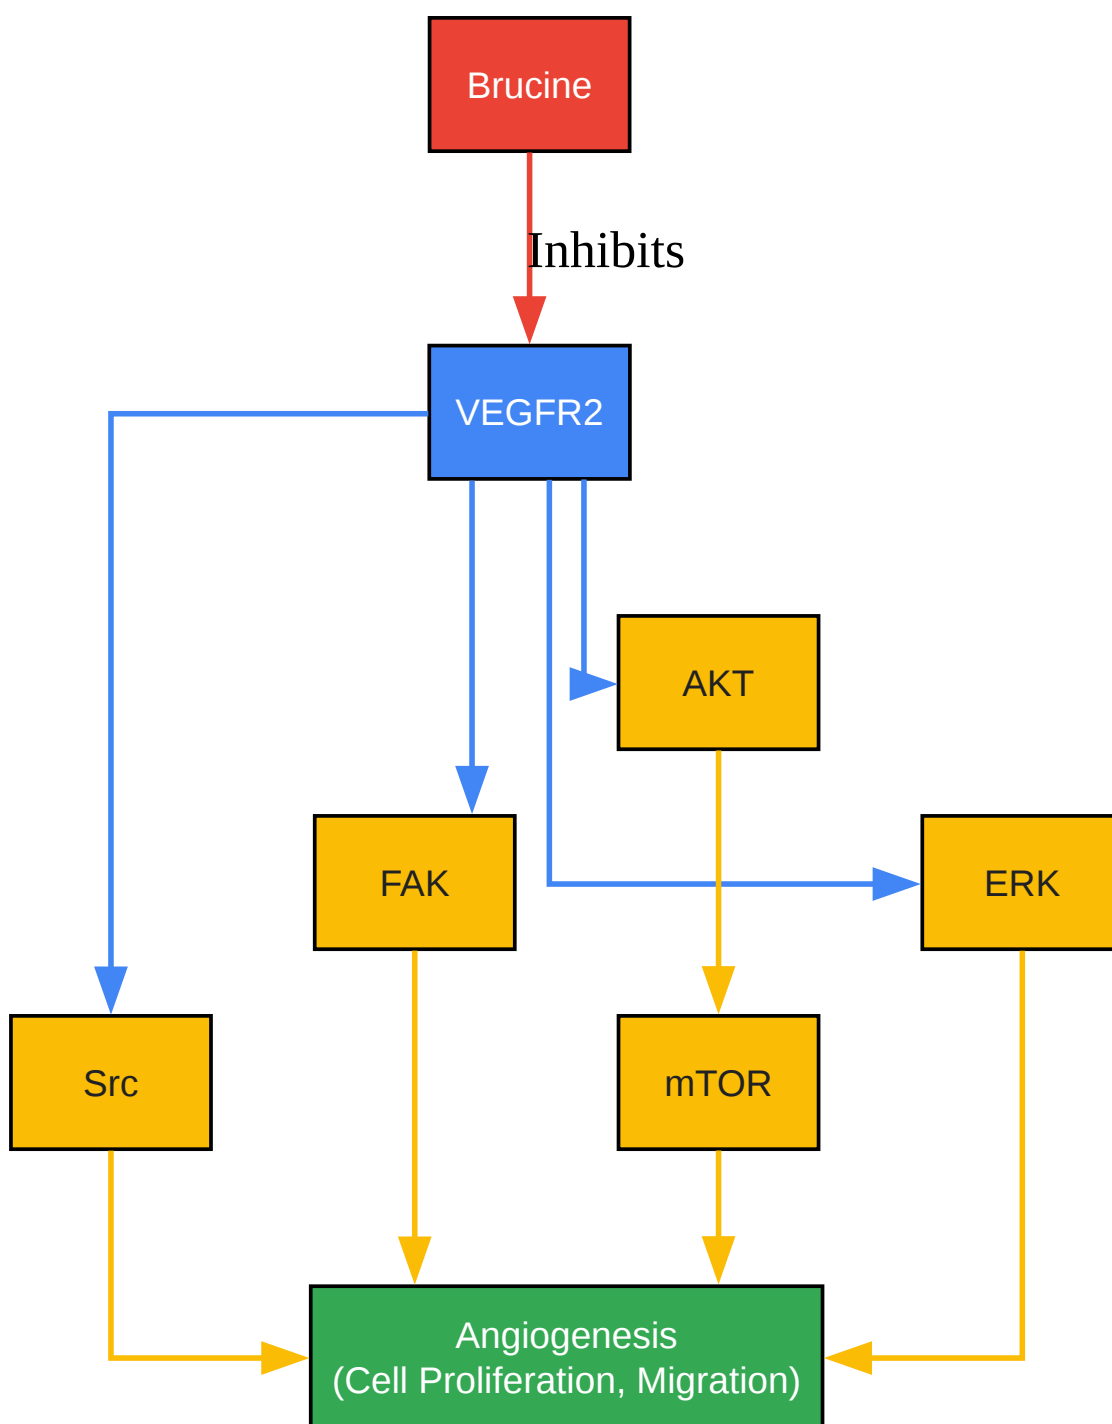 Brucine
Inhibits
VEGFR2
AKT
FAK
ERK
Src
mTOR
Angiogenesis
(Cell Proliferation, Migration)